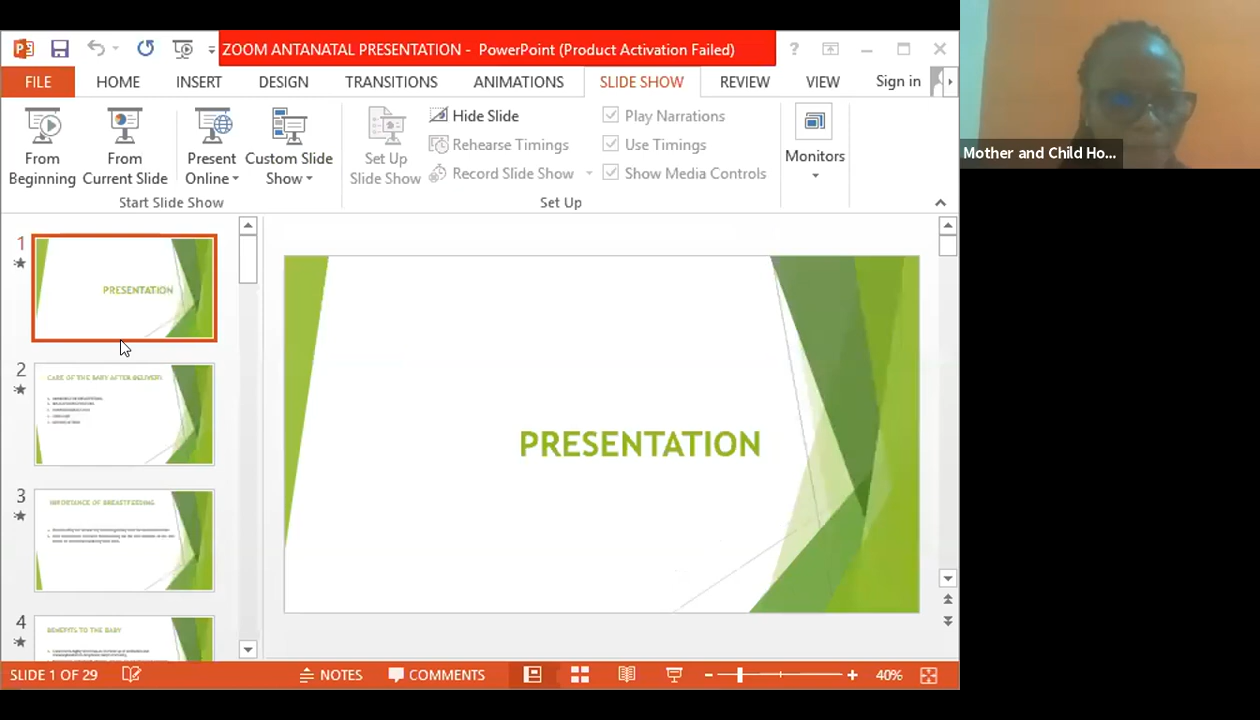 ZOOM ANTANATAL PRESENTATION - PowerPoint (Product Activation Failed)
?
FILE HOME INSERT DESIGN TRANSITIONS ANIMATIONS SLIDE SHOW REVIEW VIEW Sign in
From Beginning
From Current Slide
Present Online
Custom Slide Show
Start Slide Show
Set Up Slide Show
Hide Slide
Rehearse Timings
Record Slide Show
Play Narrations
Use Timings
Show Media Controls
Set Up
Monitors
Mother and Child Ho...
1
PRESENTATION
2
CARE OF THE BABY AFTER DELIVERY
3
IMPORTANCE OF BREASTFEEDING
4
BENEFITS TO THE BABY
PRESENTATION
SLIDE 1 OF 29
NOTES
COMMENTS
40%